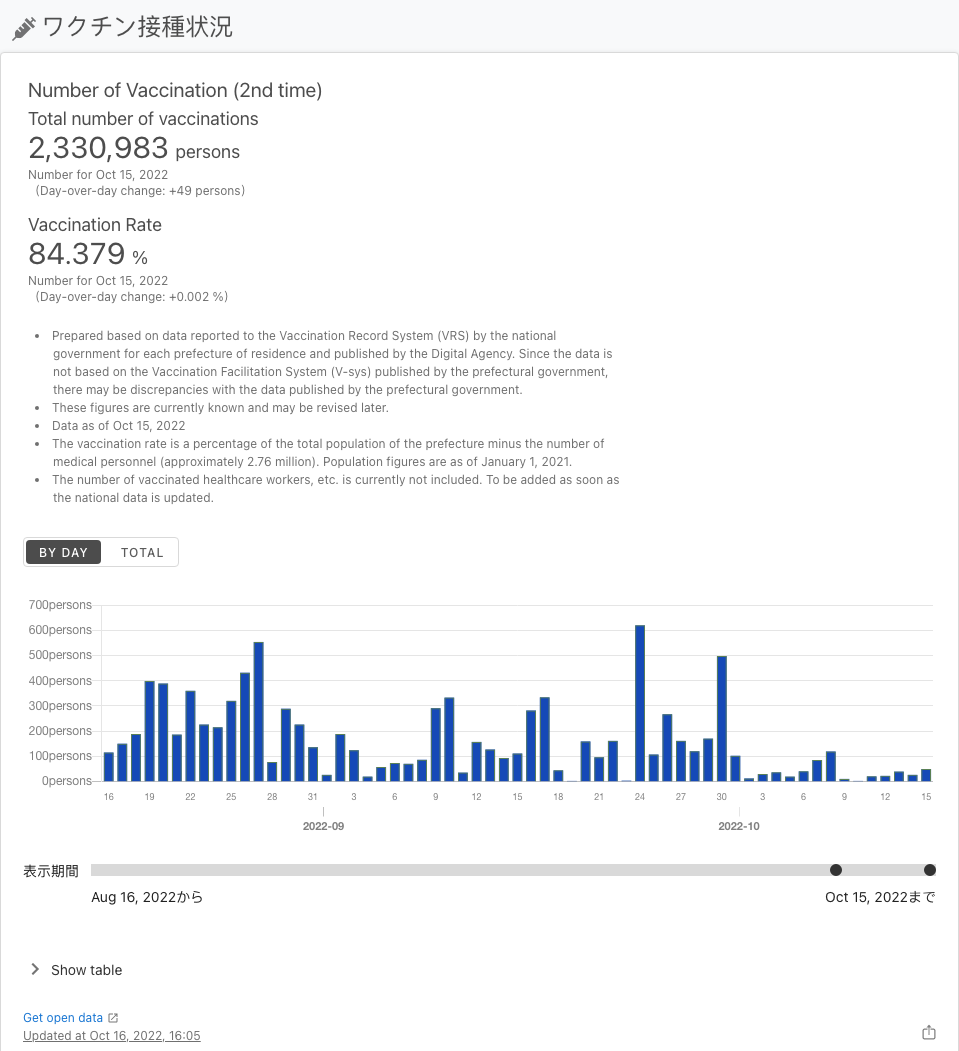 ワクチン接種状況
Number of Vaccination (2nd time)
Total number of vaccinations
2,330,983 persons
Number for Oct 15, 2022
(Day-over-day change: +49 persons)
Vaccination Rate
84.379 %
Number for Oct 15, 2022
(Day-over-day change: +0.002 %)
• Prepared based on data reported to the Vaccination Record System (VRS) by the national
government for each prefecture of residence and published by the Digital Agency. Since the data is
not based on the Vaccination Facilitation System (V-sys) published by the prefectural government,
there may be discrepancies with the data published by the prefectural government.
• These figures are currently known and may be revised later.
• Data as of Oct 15, 2022
• The vaccination rate is a percentage of the total population of the prefecture minus the number of
medical personnel (approximately 2.76 million). Population figures are as of January 1, 2021.
• The number of vaccinated healthcare workers, etc. is currently not included. To be added as soon as
the national data is updated.
BY DAY TOTAL
700persons
600persons
500persons
400persons
300persons
200persons
100persons
0persons
16 19 22 25 28 31 3 6 9 12 15 18 21 24 27 30 3 6 9 12 15
2022-09 2022-10
表示期間
Aug 16, 2022から Oct 15, 2022まで
Show table
Get open data
Updated at Oct 16, 2022, 16:05